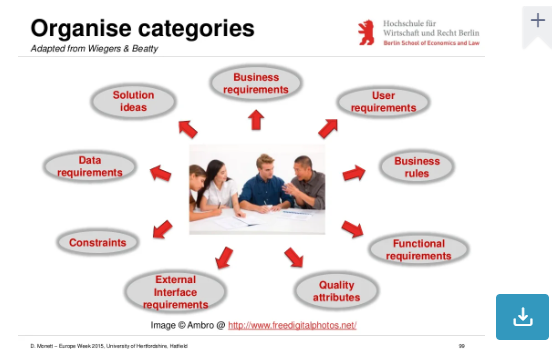 Organise categories
Adapted from Wiegers & Beatty
Hochschule für
Wirtschaft und Recht Berlin
Berlin School of Economics and Law
Business
requirements
Solution
ideas
User
requirements
Data
requirements
Business
rules
Constraints
Functional
requirements
External
Interface
requirements
Quality
attributes
Image © Ambro @ http://www.freedigitalphotos.net/
D. Monett – Europe Week 2015, University of Hertfordshire, Hatfield
99